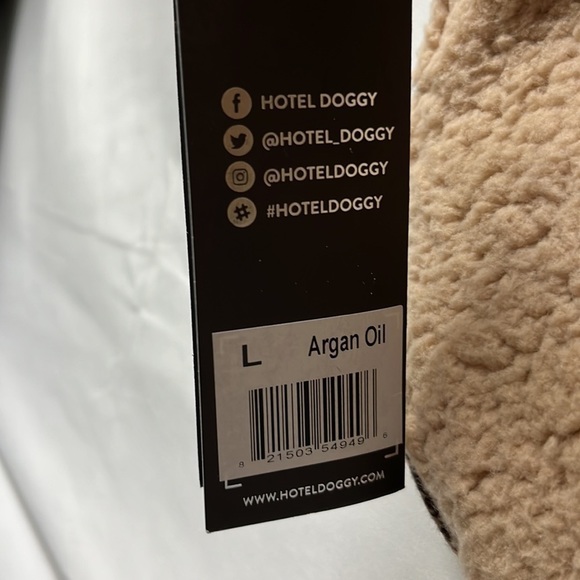 HOTEL DOGGY
@HOTEL_DOGGY
@HOTELDOGGY
#HOTELDOGGY
L Argan Oil
8 21503 54949 6
WWW.HOTELDOGGY.COM